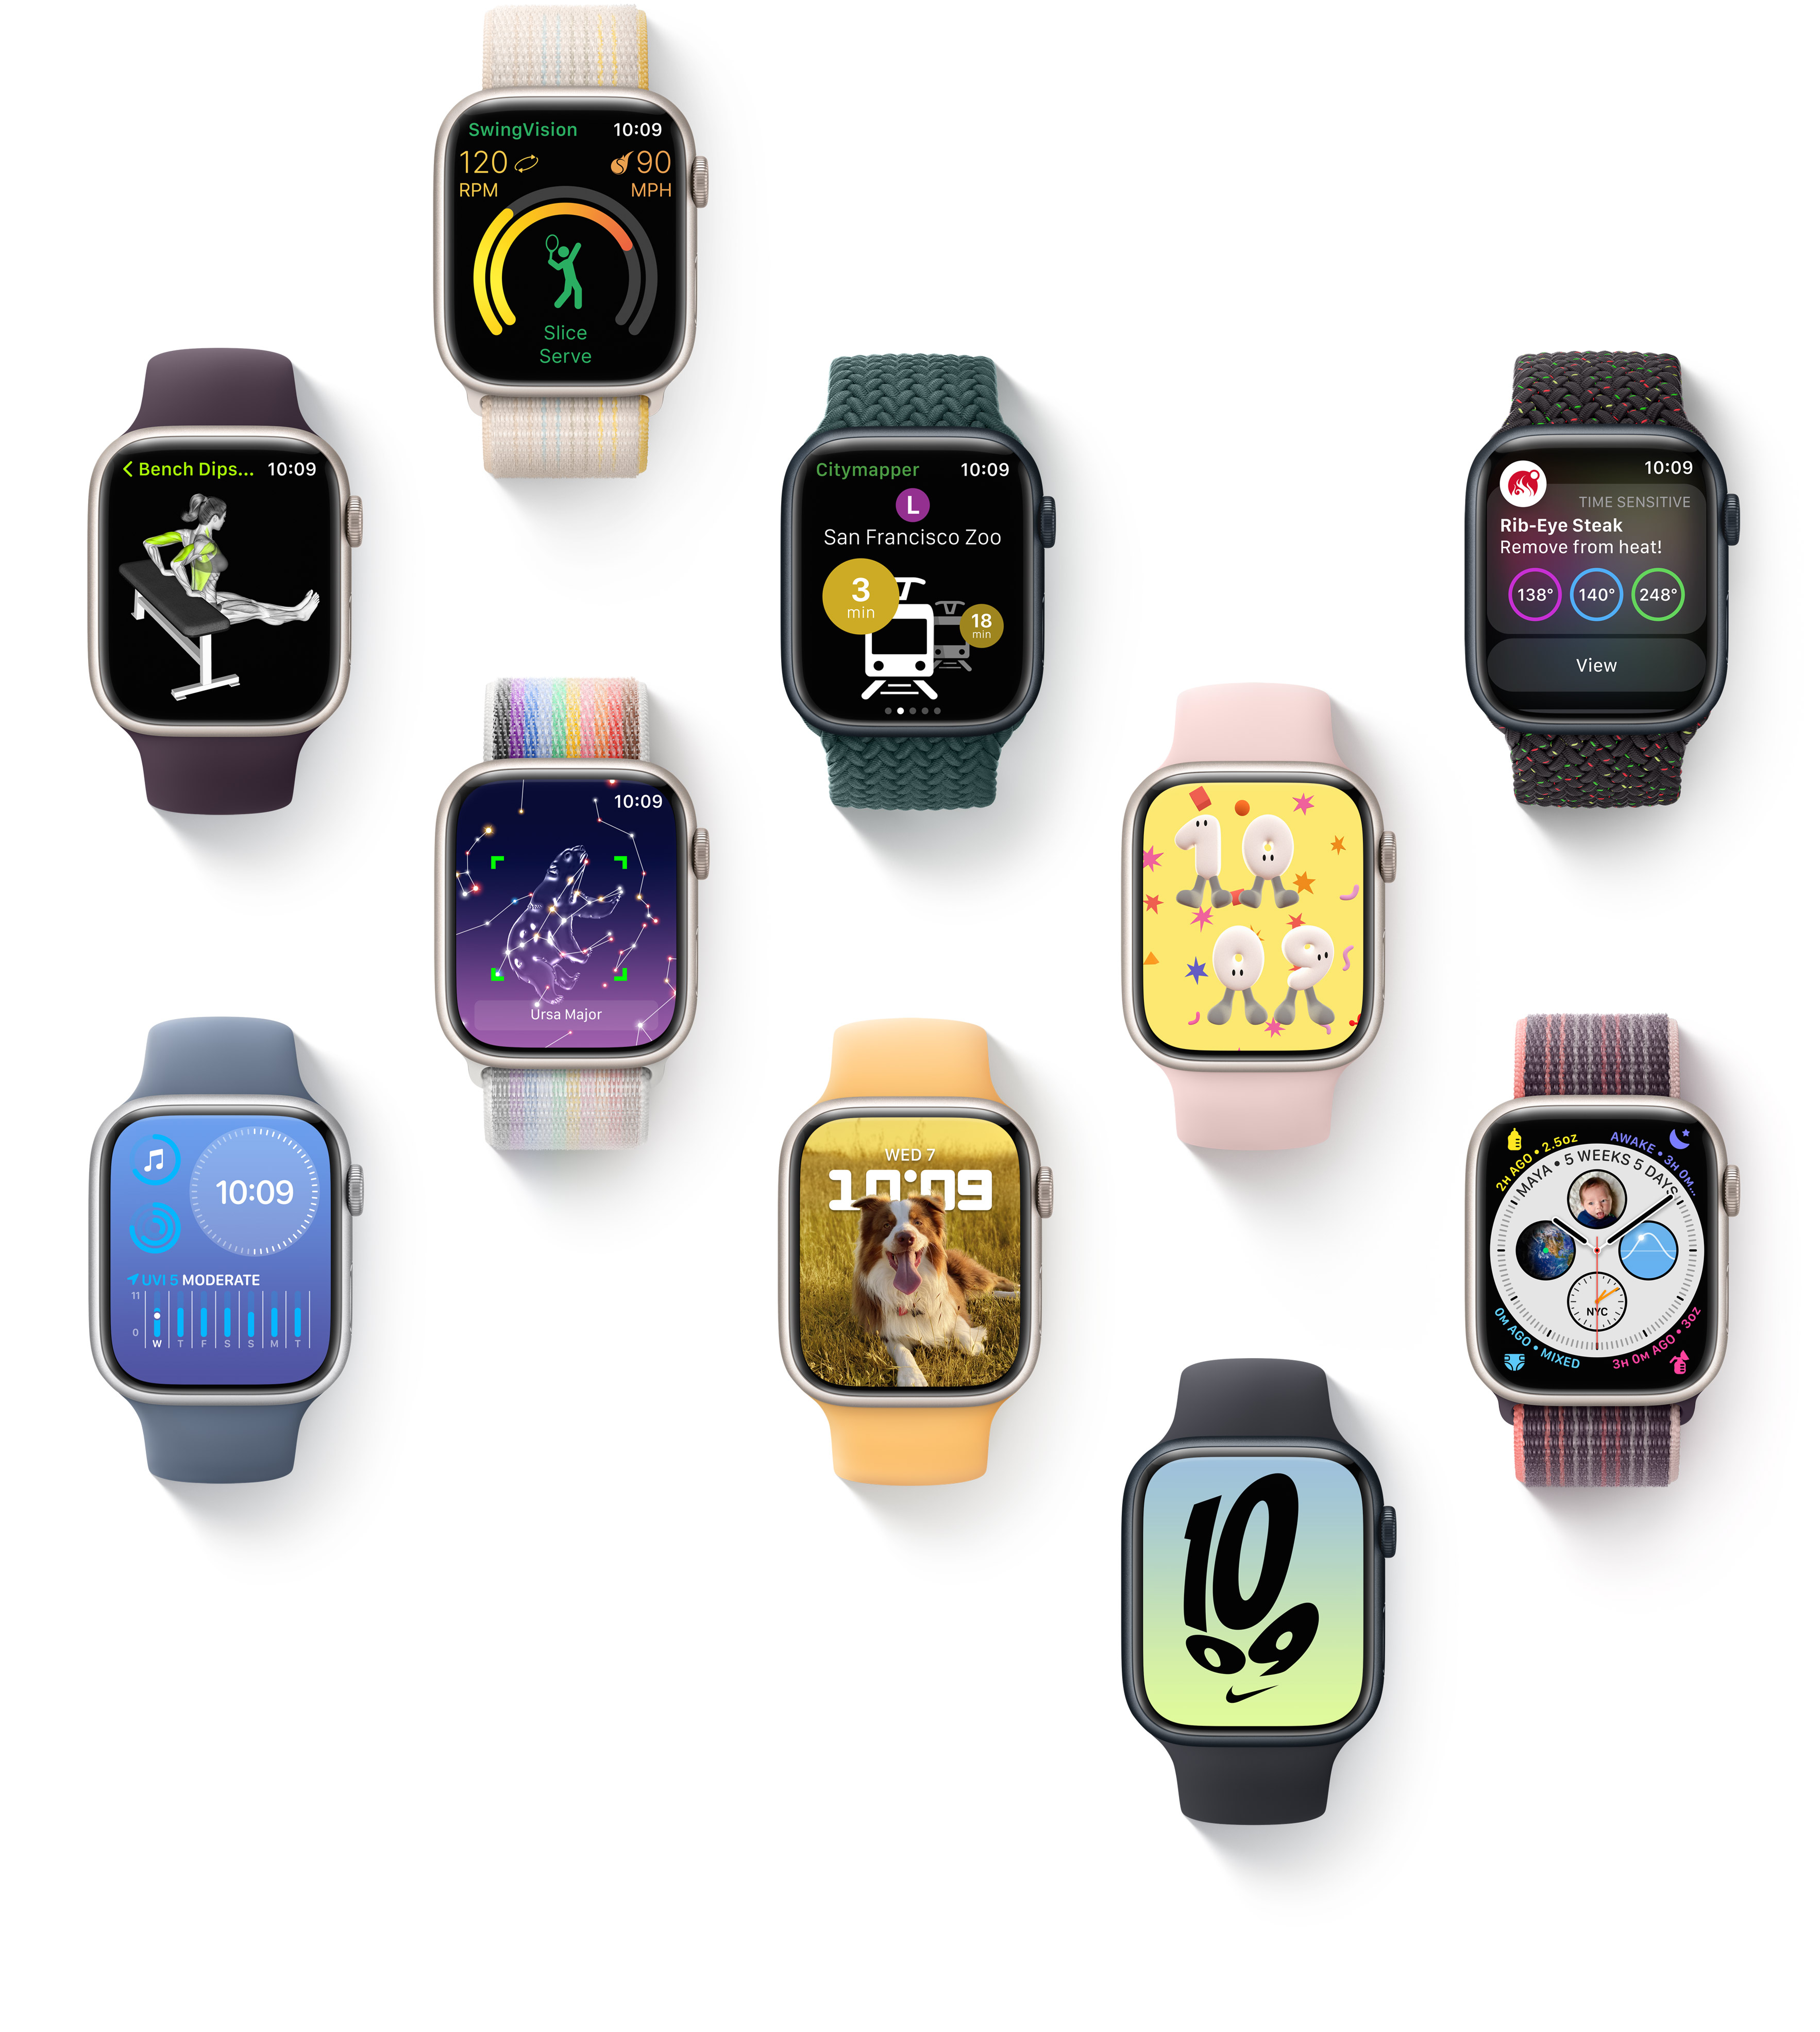 SwingVision 10:09
120 90
RPM MPH
Slice
Serve
Bench Dips... 10:09
Citymapper 10:09
L
San Francisco Zoo
3
min
18
min
10:09
TIME SENSITIVE
Rib-Eye Steak
Remove from heat!
138° 140° 248°
View
10:09
Ursa Major
10
09
10:09
UVI 5 MODERATE
11
0
W T F S S M T
WED 7
10:09
2H AGO • 2.5oz
AWAKE • 3H 0M...
MAYA • 5 WEEKS 5 DAYS
NYC
0M AGO • MIXED
3H 0M AGO • 3oz
10
09